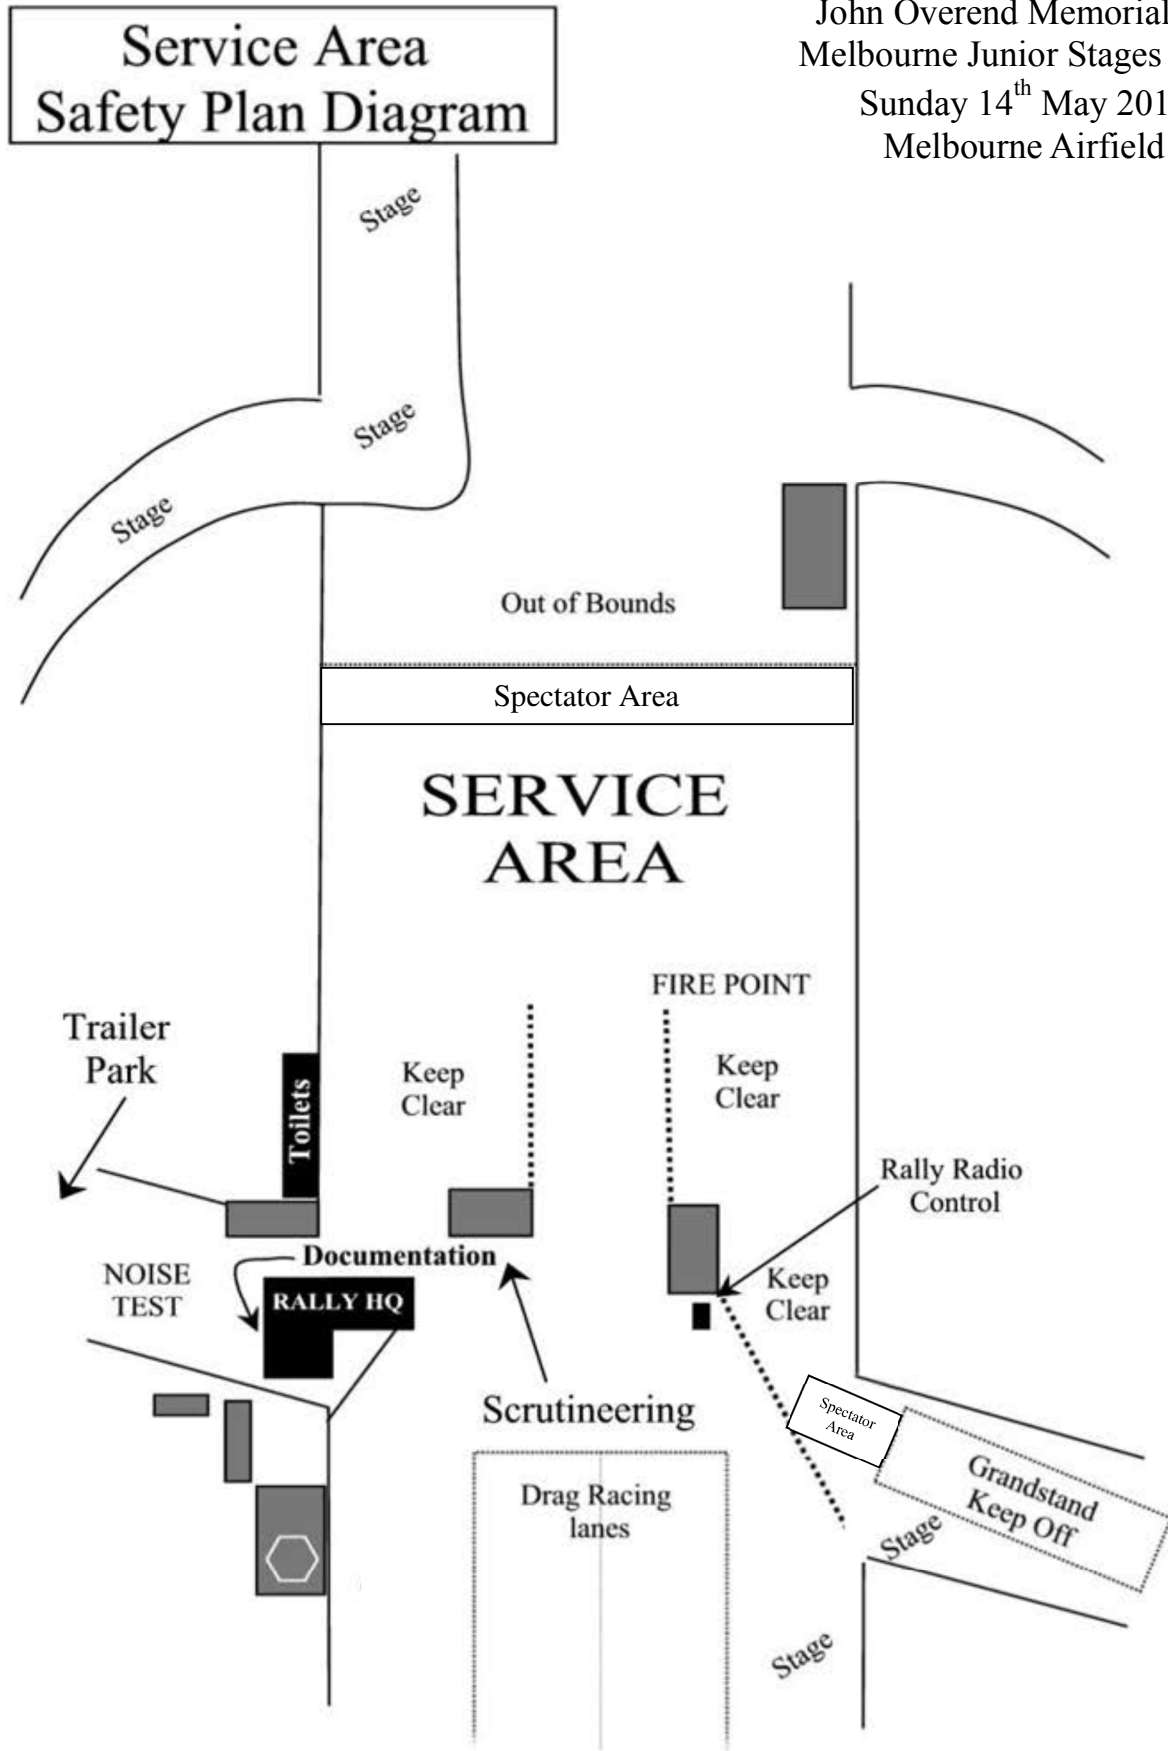 Service Area
Safety Plan Diagram
John Overend Memorial
Melbourne Junior Stages
Sunday 14th May 201
Melbourne Airfield
Stage
Stage
Stage
Out of Bounds
Spectator Area
SERVICE
AREA
FIRE POINT
Trailer
Park
Keep
Clear
Keep
Clear
Toilets
Rally Radio
Control
Documentation
NOISE
TEST
RALLY HQ
Keep
Clear
Scrutineering
Spectator
Area
Grandstand
Keep Off
Drag Racing
lanes
Stage
Stage